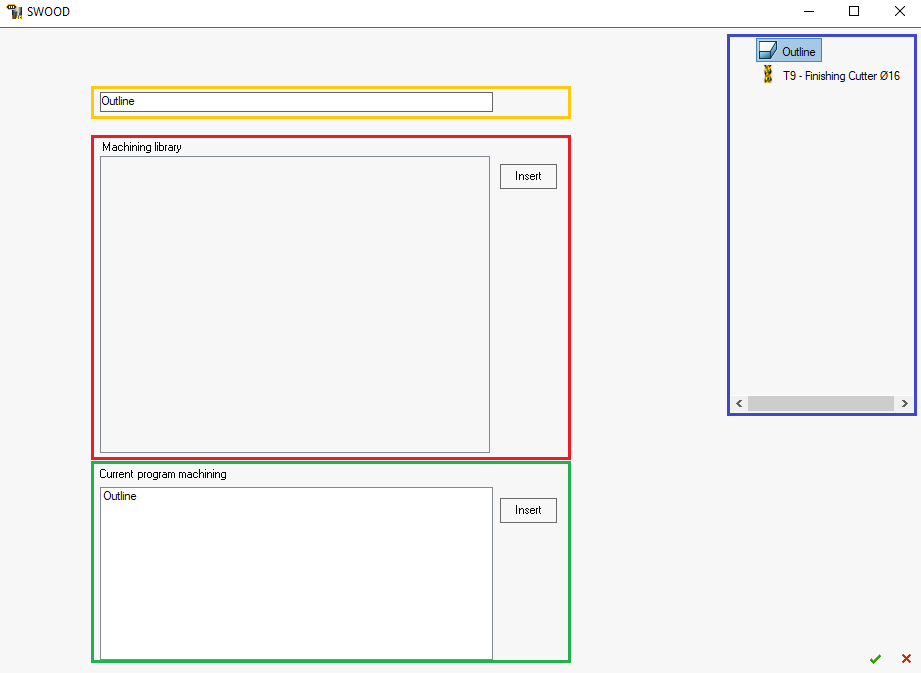 SWOOD
Outline
T9 - Finishing Cutter Ø16
Outline
Machining library
Insert
Current program machining
Outline
Insert